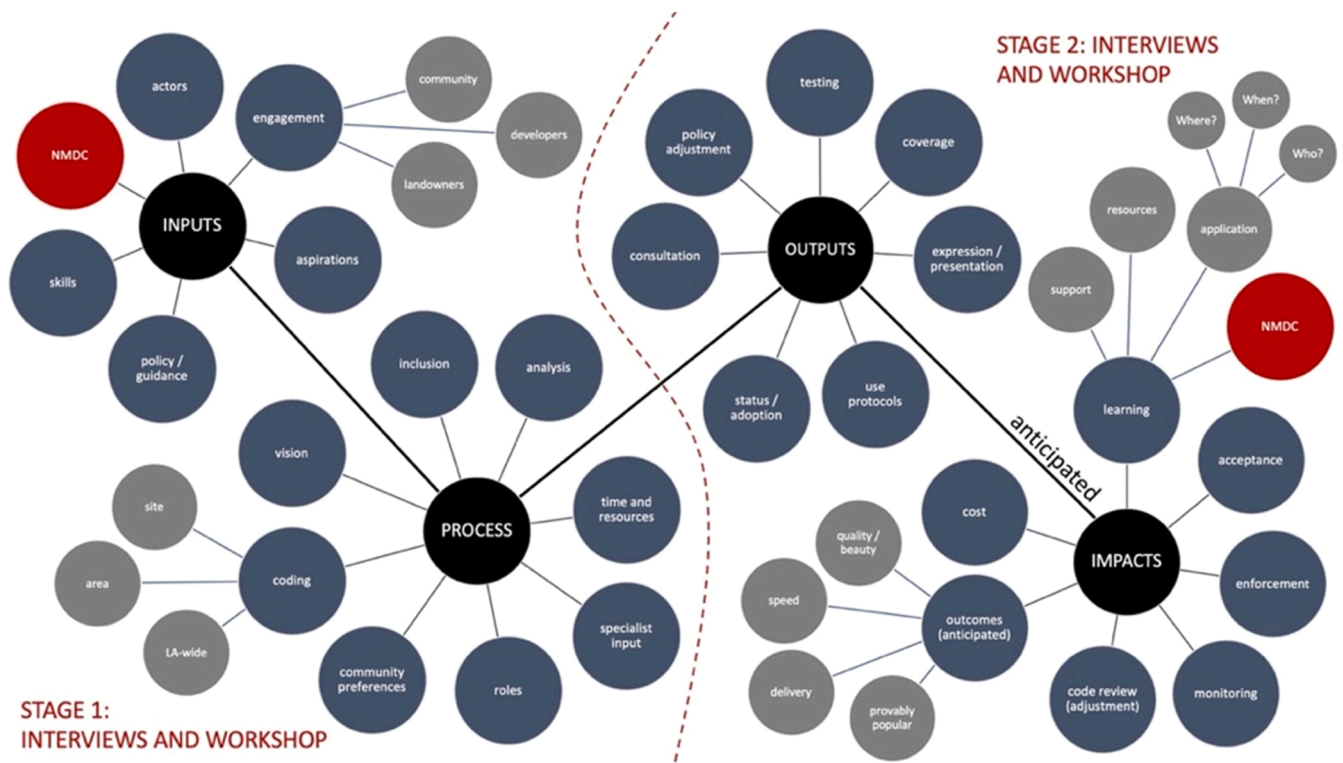 STAGE 2: INTERVIEWS
AND WORKSHOP
actors
engagement
community
developers
landowners
NMDC
INPUTS
skills
aspirations
policy /
guidance
inclusion
analysis
vision
site
area
LA-wide
coding
PROCESS
time and
resources
specialist
input
community
preferences
roles
STAGE 1:
INTERVIEWS AND WORKSHOP
testing
policy
adjustment
coverage
consultation
OUTPUTS
expression /
presentation
status /
adoption
use
protocols
anticipated
Where?
When?
Who?
resources
application
support
NMDC
learning
acceptance
cost
IMPACTS
enforcement
quality /
beauty
speed
outcomes
(anticipated)
delivery
provably
popular
code review
(adjustment)
monitoring